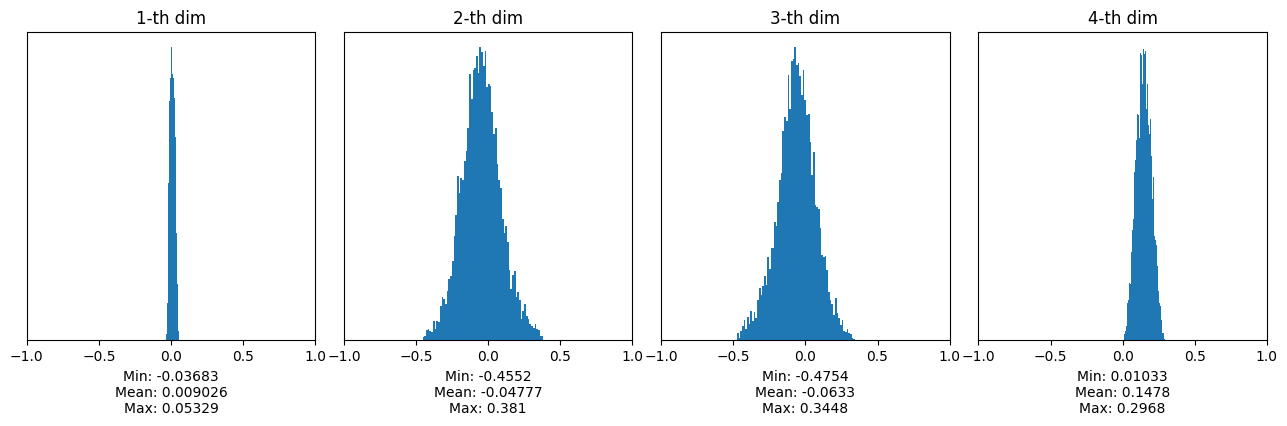 1-th dim
−1.0 −0.5 0.0 0.5 1.0
Min: -0.03683
Mean: 0.009026
Max: 0.05329
2-th dim
−1.0 −0.5 0.0 0.5 1.0
Min: -0.4552
Mean: -0.04777
Max: 0.381
3-th dim
−1.0 −0.5 0.0 0.5 1.0
Min: -0.4754
Mean: -0.0633
Max: 0.3448
4-th dim
−1.0 −0.5 0.0 0.5 1.0
Min: 0.01033
Mean: 0.1478
Max: 0.2968